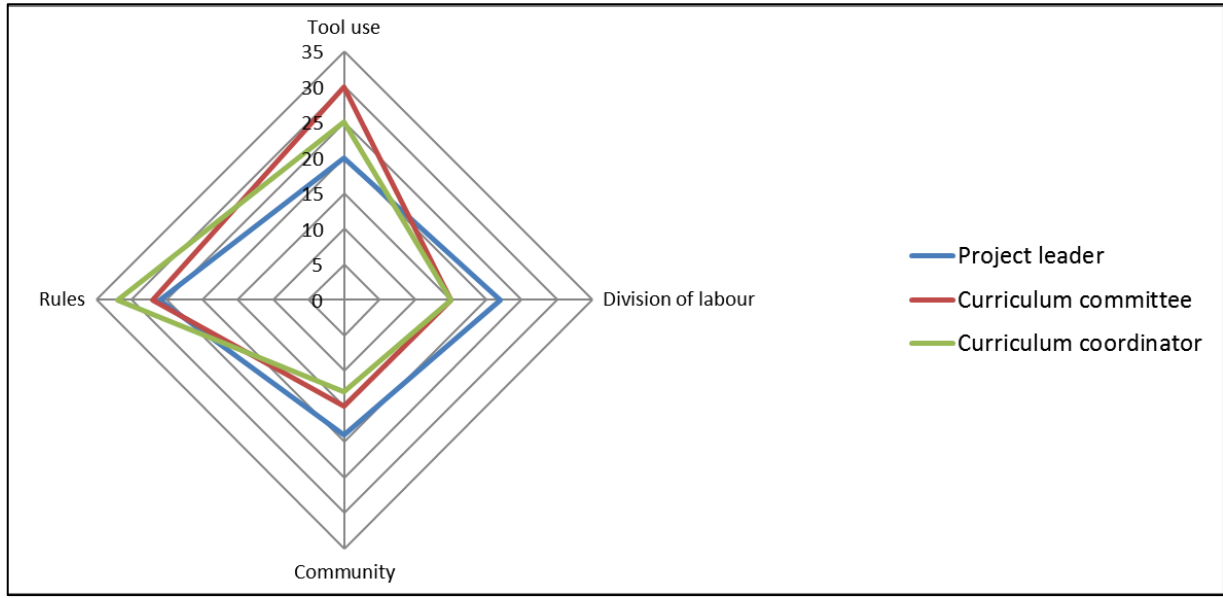 Tool use
35
30
25
20
15
10
5
0
Rules
Division of labour
Community
Project leader
Curriculum committee
Curriculum coordinator